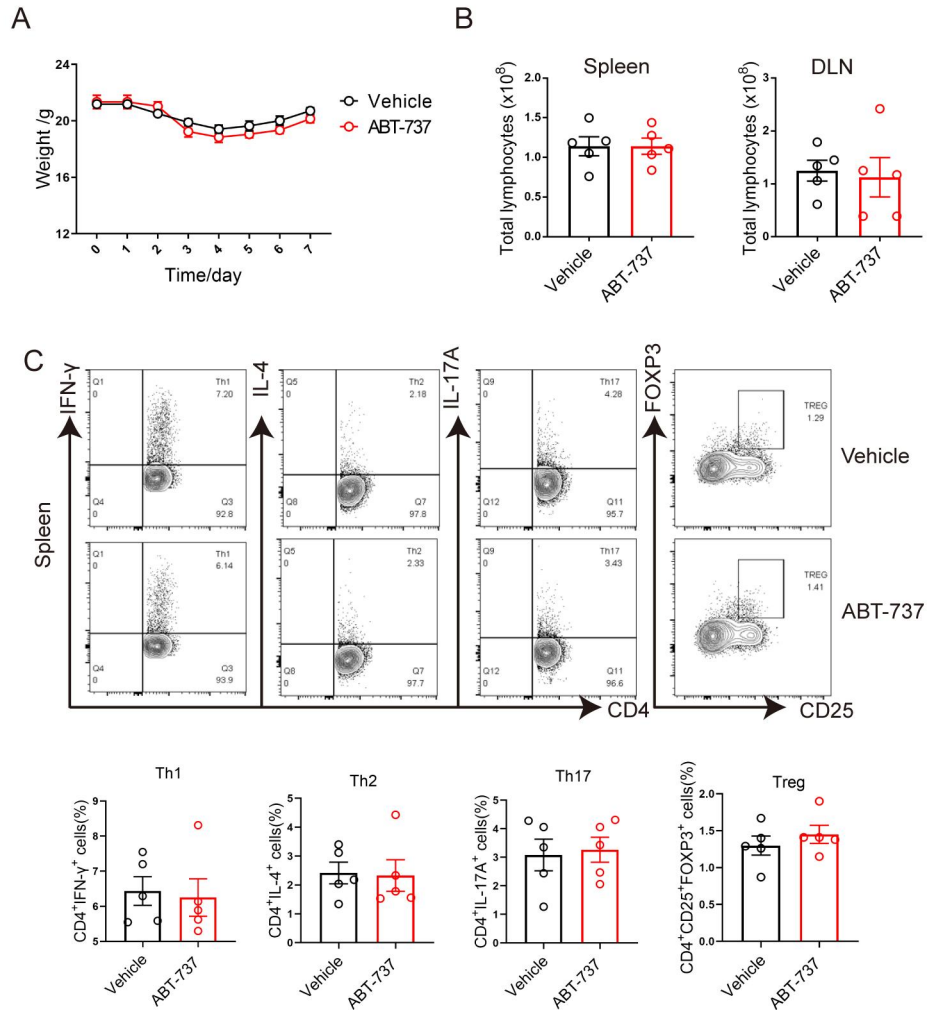 A
Weight /g
24
20
16
12
0 1 2 3 4 5 6 7
Time/day
Vehicle
ABT-737
B
Spleen
Total lymphocytes (x10⁸)
2.0
1.5
1.0
0.5
0.0
Vehicle
ABT-737
DLN
Total lymphocytes (x10⁸)
3
2
1
0
Vehicle
ABT-737
C
Spleen
IFN-γ
Q1
0
Th1
7.20
Q4
0
Q3
92.8
IL-4
Q5
0
Th2
2.18
Q8
0
Q7
97.8
IL-17A
Q9
0
Th17
4.28
Q12
0
Q11
95.7
FOXP3
TREG
1.29
Vehicle
Q1
0
Th1
6.14
Q4
0
Q3
93.9
Q5
0
Th2
2.33
Q8
0
Q7
97.7
Q9
0
Th17
3.43
Q12
0
Q11
96.6
TREG
1.41
ABT-737
CD4
CD25
Th1
CD4⁺IFN-γ⁺ cells(%)
9
8
7
6
5
Vehicle
ABT-737
Th2
CD4⁺IL-4⁺ cells(%)
5
4
3
2
1
0
Vehicle
ABT-737
Th17
CD4⁺IL-17A⁺ cells(%)
5
4
3
2
1
0
Vehicle
ABT-737
Treg
CD4⁺CD25⁺FOXP3⁺ cells(%)
2.0
1.5
1.0
0.5
0.0
Vehicle
ABT-737